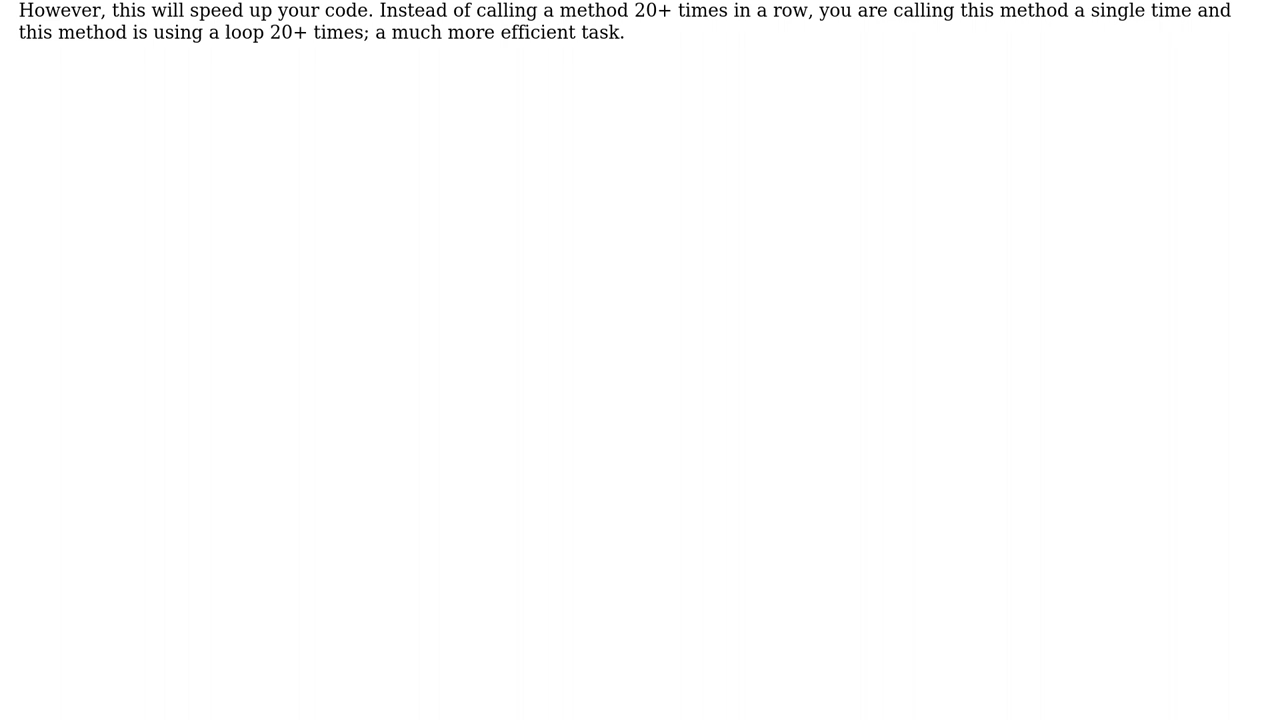 However, this will speed up your code. Instead of calling a method 20+ times in a row, you are calling this method a single time and
this method is using a loop 20+ times; a much more efficient task.